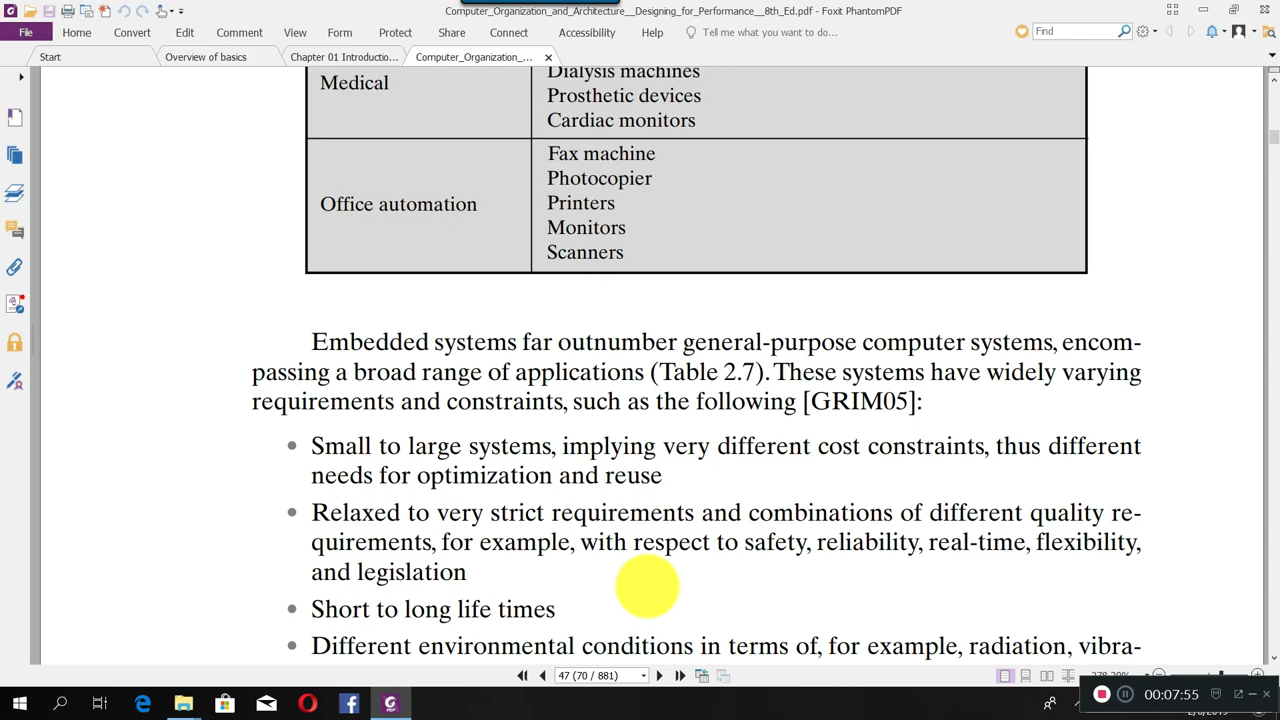 Computer_Organization_and_Architecture__Designing_for_Performance__8th_Ed.pdf - Foxit PhantomPDF
File Home Convert Edit Comment View Form Protect Share Connect Accessibility Help Tell me what you want to do... Find
Start Overview of basics Chapter 01 Introductio... Computer_Organization_...
Medical
Dialysis machines
Prosthetic devices
Cardiac monitors
Office automation
Fax machine
Photocopier
Printers
Monitors
Scanners
Embedded systems far outnumber general-purpose computer systems, encom-
passing a broad range of applications (Table 2.7). These systems have widely varying
requirements and constraints, such as the following [GRIM05]:
• Small to large systems, implying very different cost constraints, thus different
needs for optimization and reuse
• Relaxed to very strict requirements and combinations of different quality re-
quirements, for example, with respect to safety, reliability, real-time, flexibility,
and legislation
• Short to long life times
• Different environmental conditions in terms of, for example, radiation, vibra-
47 (70 / 881)
00:07:55